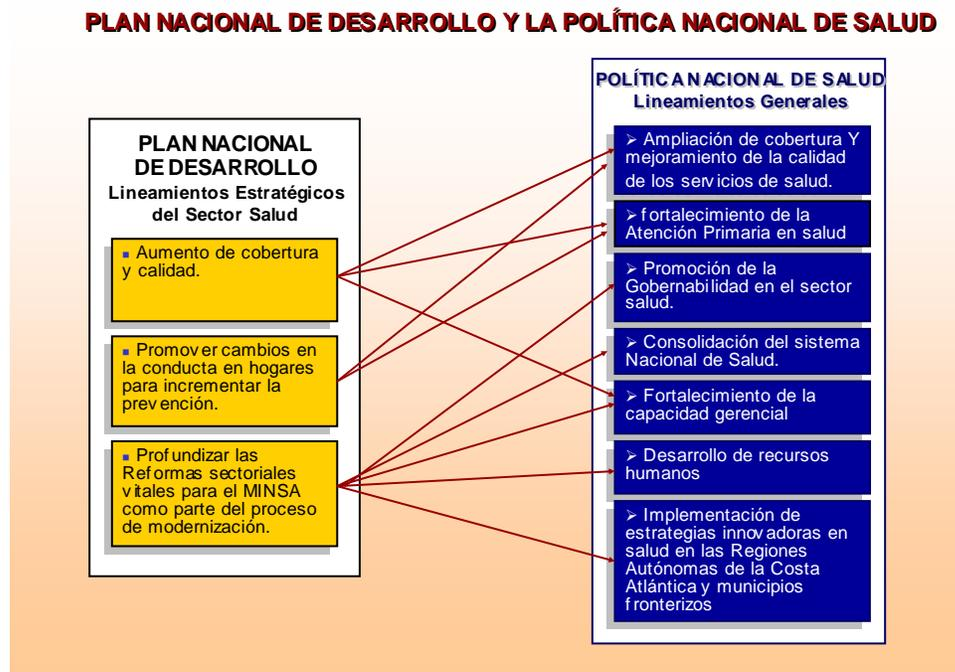 PLAN NACIONAL DE DESARROLLO Y LA POLÍTICA NACIONAL DE SALUD
PLAN NACIONAL
DE DESARROLLO
Lineamientos Estratégicos
del Sector Salud
▪ Aumento de cobertura
y calidad.
▪ Promover cambios en
la conducta en hogares
para incrementar la
prevención.
▪ Profundizar las
Reformas sectoriales
vitales para el MINSA
como parte del proceso
de modernización.
POLÍTICA NACIONAL DE SALUD
Lineamientos Generales
➢ Ampliación de cobertura Y
mejoramiento de la calidad
de los servicios de salud.
➢ fortalecimiento de la
Atención Primaria en salud
➢ Promoción de la
Gobernabilidad en el sector
salud.
➢ Consolidación del sistema
Nacional de Salud.
➢ Fortalecimiento de la
capacidad gerencial
➢ Desarrollo de recursos
humanos
➢ Implementación de
estrategias innovadoras en
salud en las Regiones
Autónomas de la Costa
Atlántica y municipios
fronterizos